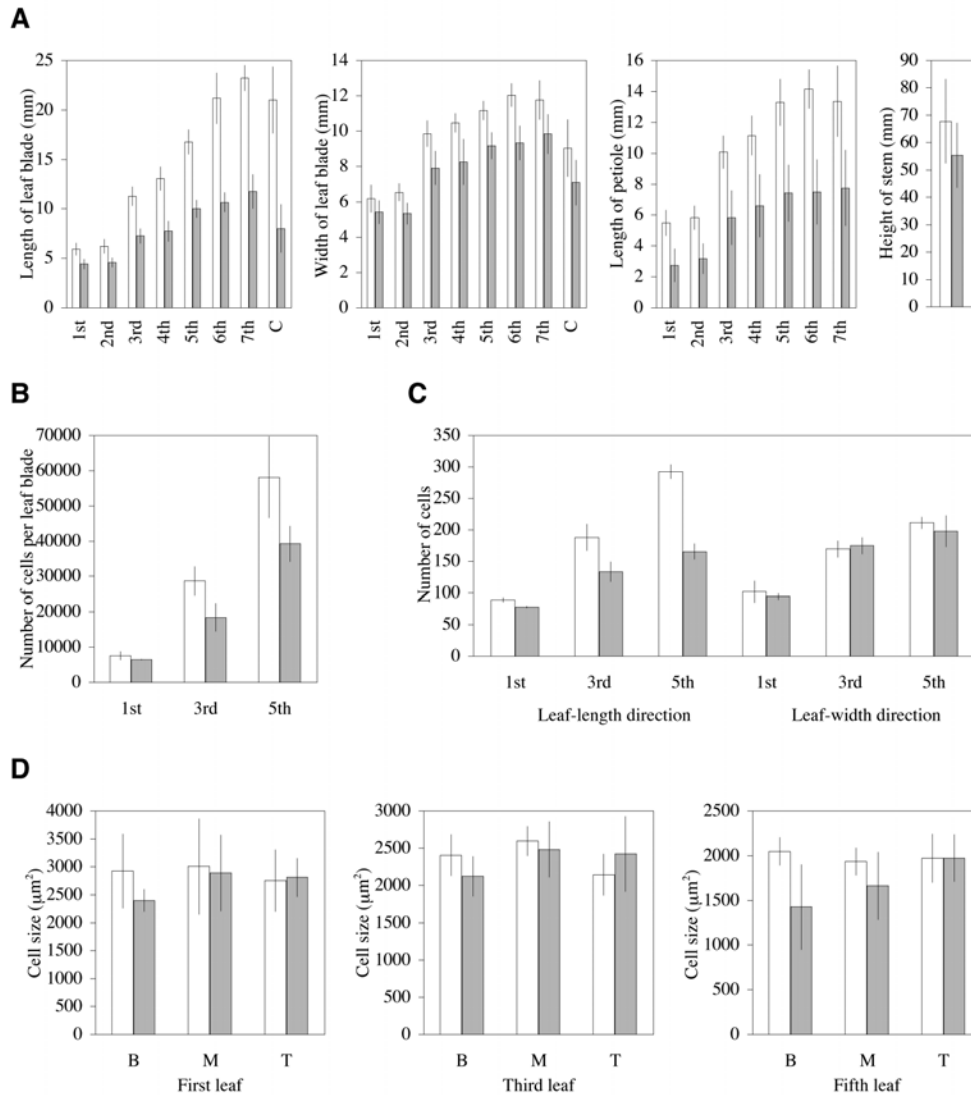 A
Length of leaf blade (mm)
25
20
15
10
5
0
1st 2nd 3rd 4th 5th 6th 7th C
Width of leaf blade (mm)
14
12
10
8
6
4
2
0
1st 2nd 3rd 4th 5th 6th 7th C
Length of petiole (mm)
16
14
12
10
8
6
4
2
0
1st 2nd 3rd 4th 5th 6th 7th
Height of stem (mm)
90
80
70
60
50
40
30
20
10
0
B
Number of cells per leaf blade
70000
60000
50000
40000
30000
20000
10000
0
1st 3rd 5th
C
Number of cells
350
300
250
200
150
100
50
0
1st 3rd 5th 1st 3rd 5th
Leaf-length direction Leaf-width direction
D
Cell size (µm²)
4000
3500
3000
2500
2000
1500
1000
500
0
B M T
First leaf
Cell size (µm²)
3000
2500
2000
1500
1000
500
0
B M T
Third leaf
Cell size (µm²)
2500
2000
1500
1000
500
0
B M T
Fifth leaf